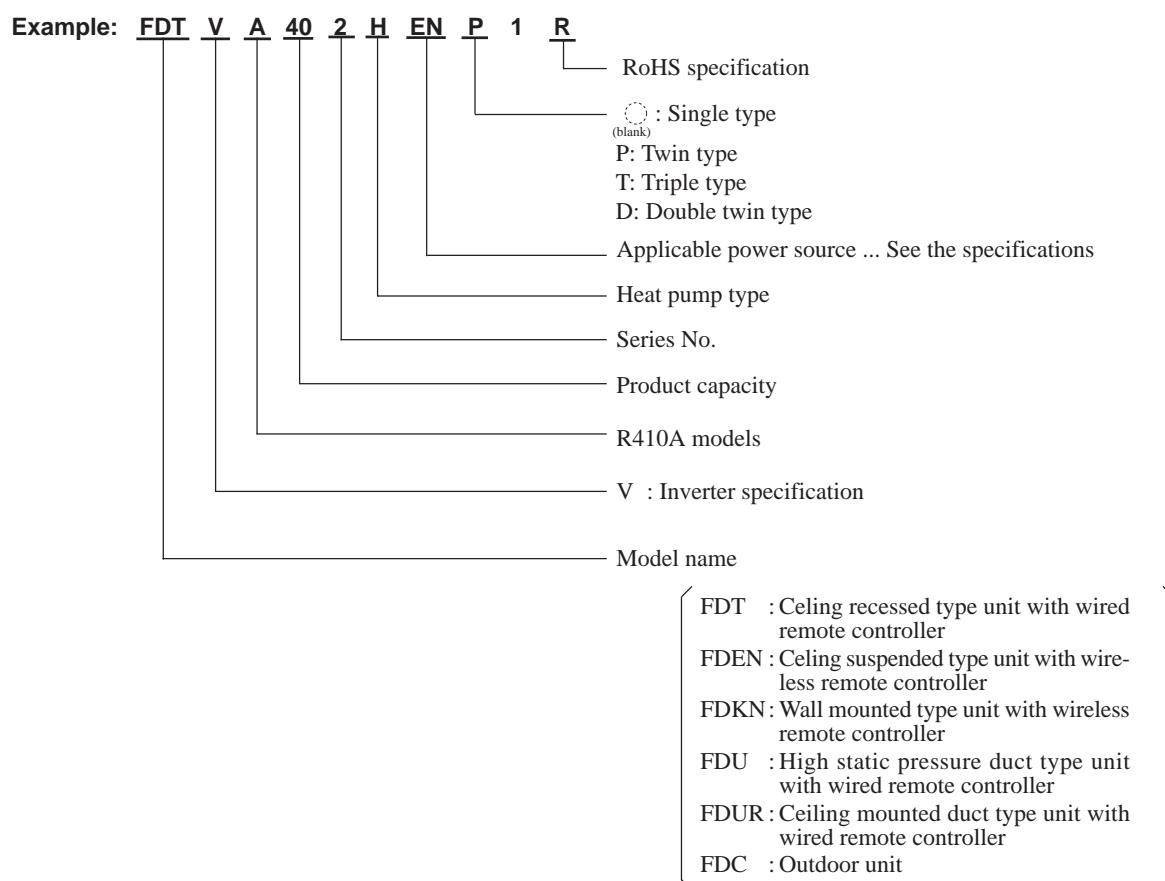 Example: FDT V A 40 2 H EN P 1 R
RoHS specification
: Single type
(blank)
P: Twin type
T: Triple type
D: Double twin type
Applicable power source ... See the specifications
Heat pump type
Series No.
Product capacity
R410A models
V : Inverter specification
Model name
FDT : Celing recessed type unit with wired
remote controller
FDEN : Celing suspended type unit with wire-
less remote controller
FDKN : Wall mounted type unit with wireless
remote controller
FDU : High static pressure duct type unit
with wired remote controller
FDUR : Ceiling mounted duct type unit with
wired remote controller
FDC : Outdoor unit